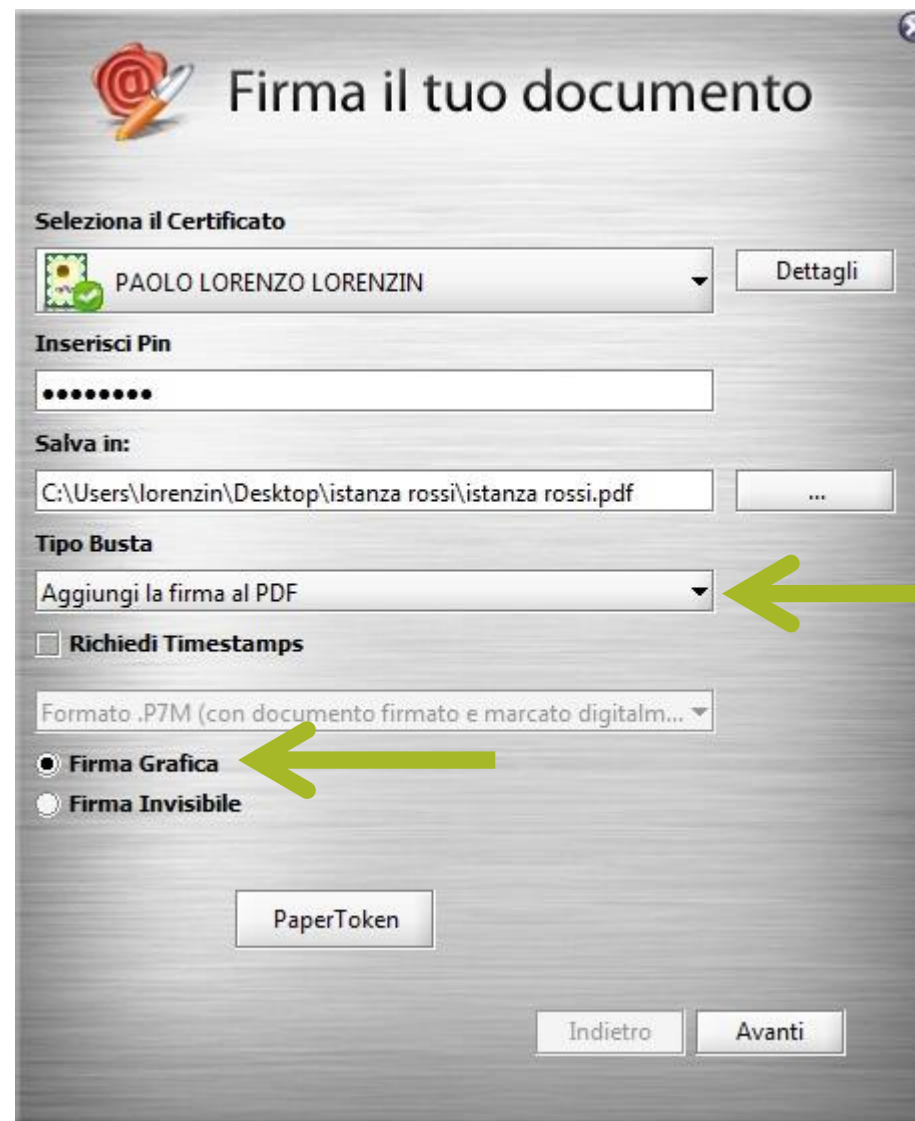 Firma il tuo documento
Seleziona il Certificato
PAOLO LORENZO LORENZIN
Dettagli
Inserisci Pin
••••••••
Salva in:
C:\Users\lorenzin\Desktop\istanza rossi\istanza rossi.pdf
...
Tipo Busta
Aggiungi la firma al PDF
Richiedi Timestamps
Formato .P7M (con documento firmato e marcato digitalm...
Firma Grafica
Firma Invisibile
PaperToken
Indietro
Avanti